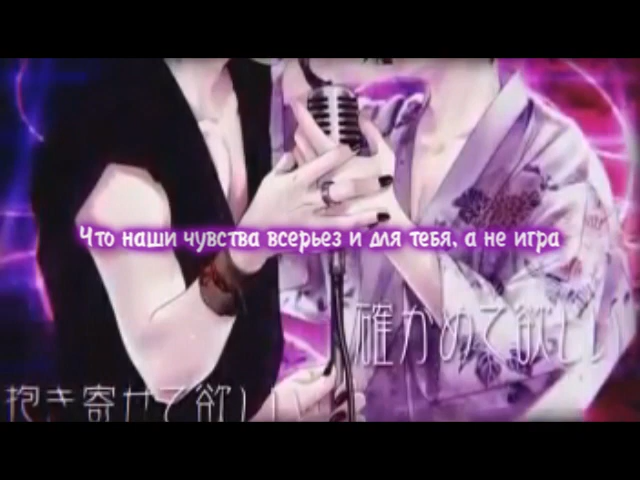 Что наши чувства всерьез и для тебя, а не игра
確かめて欲しい
抱き寄せて欲しい